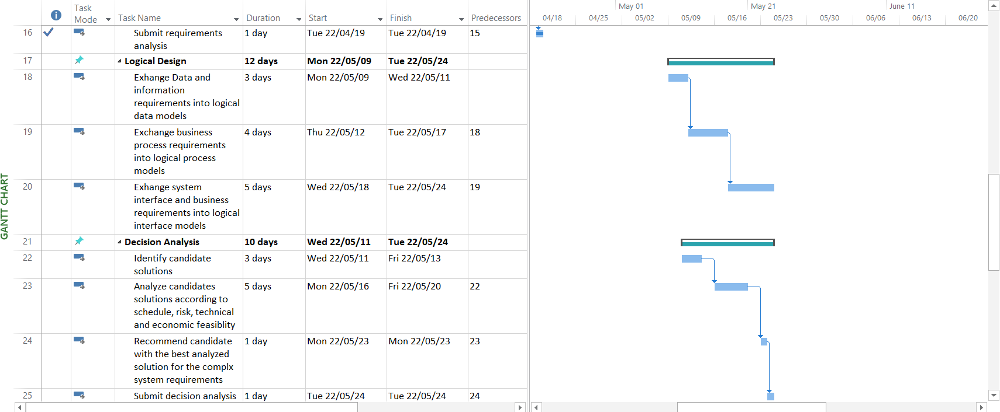 Task
Mode
Task Name
Duration
Start
Finish
Predecessors
May 01
May 21
June 11
04/18
04/25
05/02
05/09
05/16
05/23
05/30
06/06
06/13
06/20
GANTT CHART
16
Submit requirements
analysis
1 day
Tue 22/04/19
Tue 22/04/19
15
17
Logical Design
12 days
Mon 22/05/09
Tue 22/05/24
18
Exhange Data and
information
requirements into logical
data models
3 days
Mon 22/05/09
Wed 22/05/11
19
Exchange business
process requirements
into logical process
models
4 days
Thu 22/05/12
Tue 22/05/17
18
20
Exhange system
interface and business
requirements into logical
interface models
5 days
Wed 22/05/18
Tue 22/05/24
19
21
Decision Analysis
10 days
Wed 22/05/11
Tue 22/05/24
22
Identify candidate
solutions
3 days
Wed 22/05/11
Fri 22/05/13
23
Analyze candidates
solutions according to
schedule, risk, technical
and economic feasiblity
5 days
Mon 22/05/16
Fri 22/05/20
22
24
Recommend candidate
with the best analyzed
solution for the complx
system requirements
1 day
Mon 22/05/23
Mon 22/05/23
23
25
Submit decision analysis
1 day
Tue 22/05/24
Tue 22/05/24
24